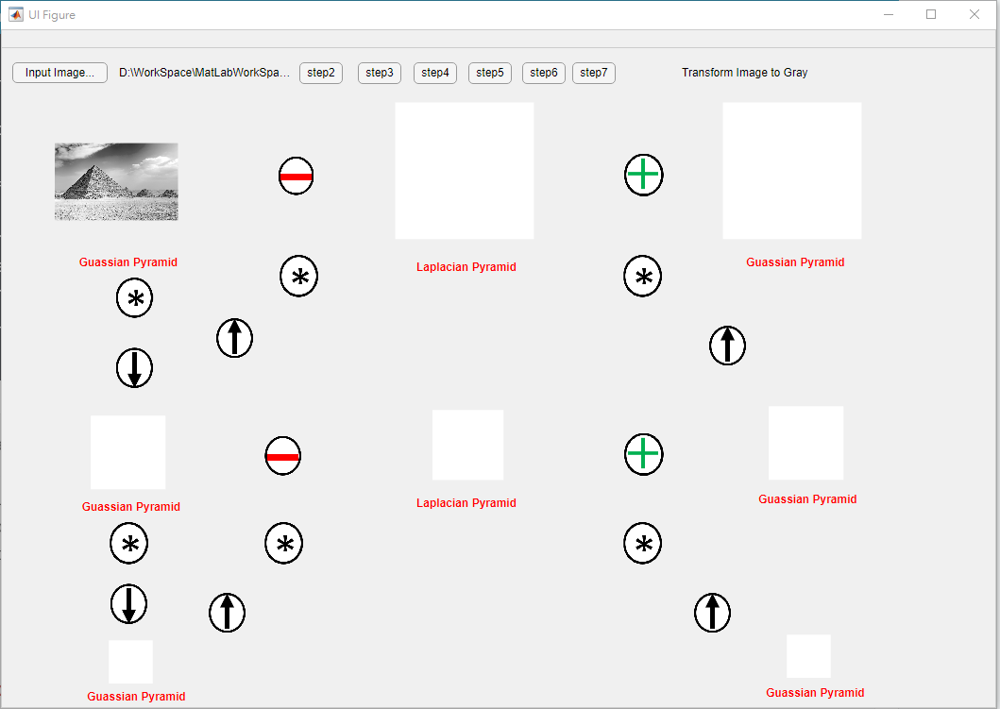 UI Figure
Input Image... D:\WorkSpace\MatLabWorkSpa... step2 step3 step4 step5 step6 step7 Transform Image to Gray
Guassian Pyramid Laplacian Pyramid Guassian Pyramid
* * *
Guassian Pyramid Laplacian Pyramid Guassian Pyramid
* * *
Guassian Pyramid Guassian Pyramid